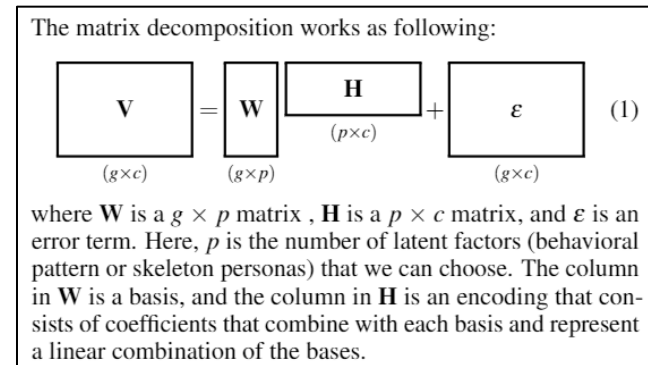 The matrix decomposition works as following:
V = W H + ε (1)
(g×c) (g×p) (p×c) (g×c)
where W is a g × p matrix , H is a p × c matrix, and ε is an
error term. Here, p is the number of latent factors (behavioral
pattern or skeleton personas) that we can choose. The column
in W is a basis, and the column in H is an encoding that con-
sists of coefficients that combine with each basis and represent
a linear combination of the bases.